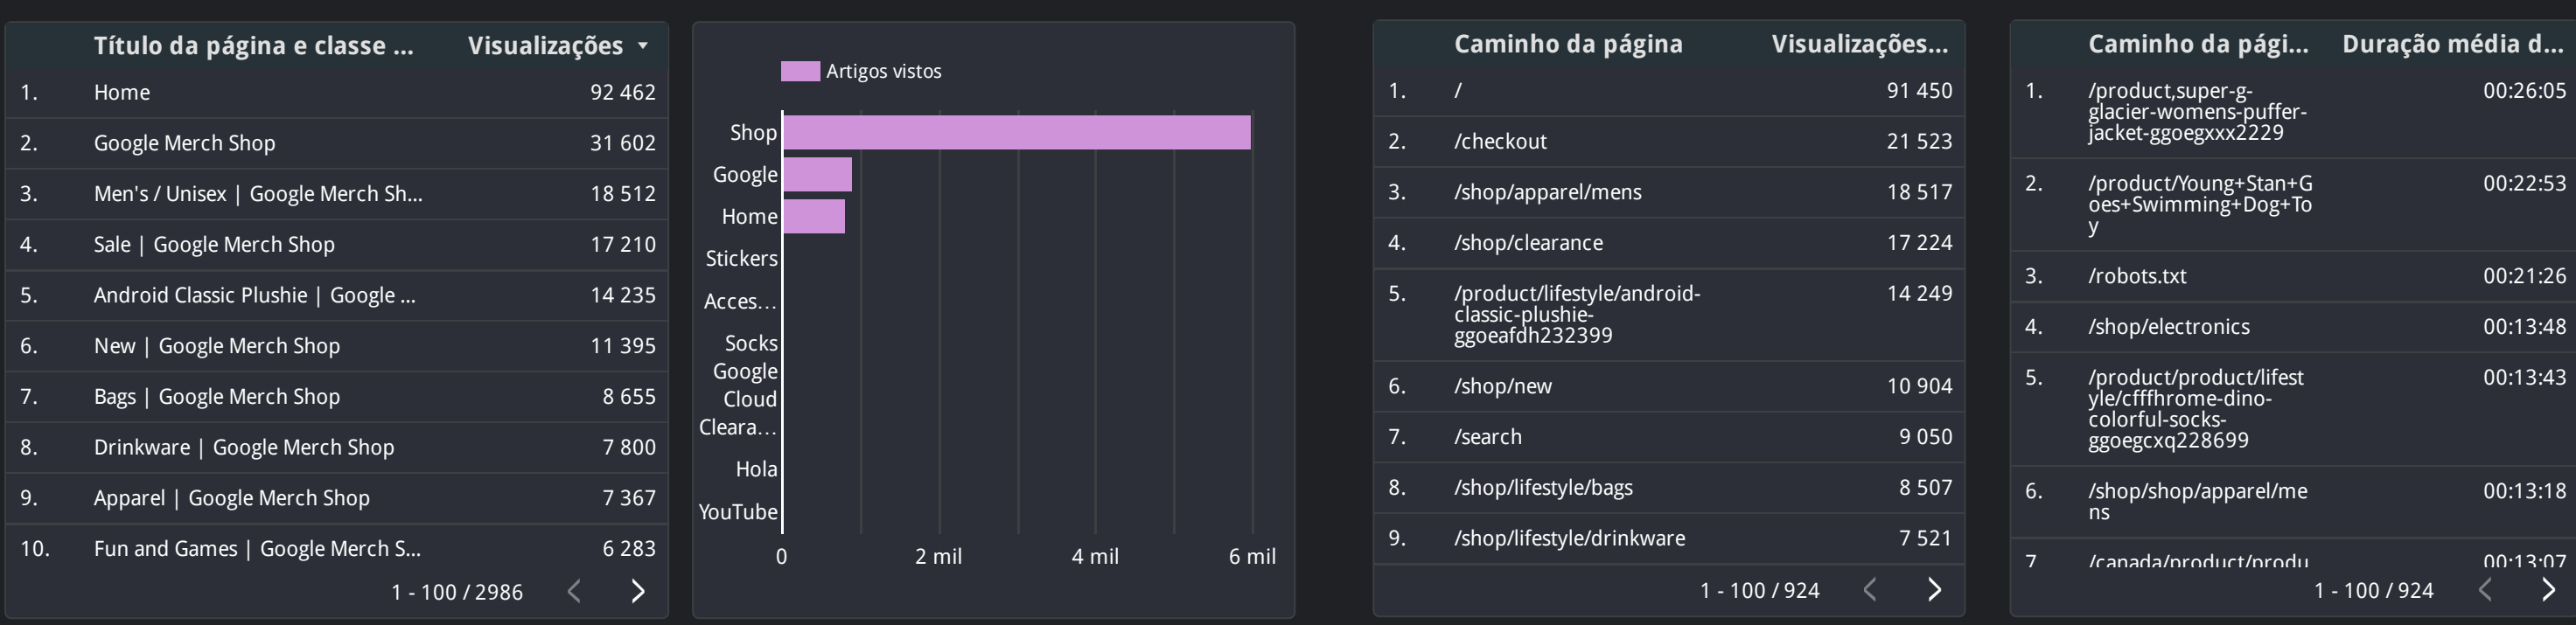 Título da página e classe ... Visualizações
1. Home 92 462
2. Google Merch Shop 31 602
3. Men's / Unisex | Google Merch Sh... 18 512
4. Sale | Google Merch Shop 17 210
5. Android Classic Plushie | Google ... 14 235
6. New | Google Merch Shop 11 395
7. Bags | Google Merch Shop 8 655
8. Drinkware | Google Merch Shop 7 800
9. Apparel | Google Merch Shop 7 367
10. Fun and Games | Google Merch S... 6 283
1 - 100 / 2986
Artigos vistos
Shop
Google
Home
Stickers
Acces...
Socks
Google
Cloud
Cleara...
Hola
YouTube
0 2 mil 4 mil 6 mil
Caminho da página Visualizações...
1. / 91 450
2. /checkout 21 523
3. /shop/apparel/mens 18 517
4. /shop/clearance 17 224
5. /product/lifestyle/android- 14 249
classic-plushie-
ggoeafdh232399
6. /shop/new 10 904
7. /search 9 050
8. /shop/lifestyle/bags 8 507
9. /shop/lifestyle/drinkware 7 521
1 - 100 / 924
Caminho da pági... Duração média d...
1. /product,super-g- 00:26:05
glacier-womens-puffer-
jacket-ggoegxxx2229
2. /product/Young+Stan+G 00:22:53
oes+Swimming+Dog+To
y
3. /robots.txt 00:21:26
4. /shop/electronics 00:13:48
5. /product/product/lifest 00:13:43
yle/cfffhrome-dino-
colorful-socks-
ggoegcxq228699
6. /shop/shop/apparel/me 00:13:18
ns
7 /canada/product/produ 00:13:07
1 - 100 / 924